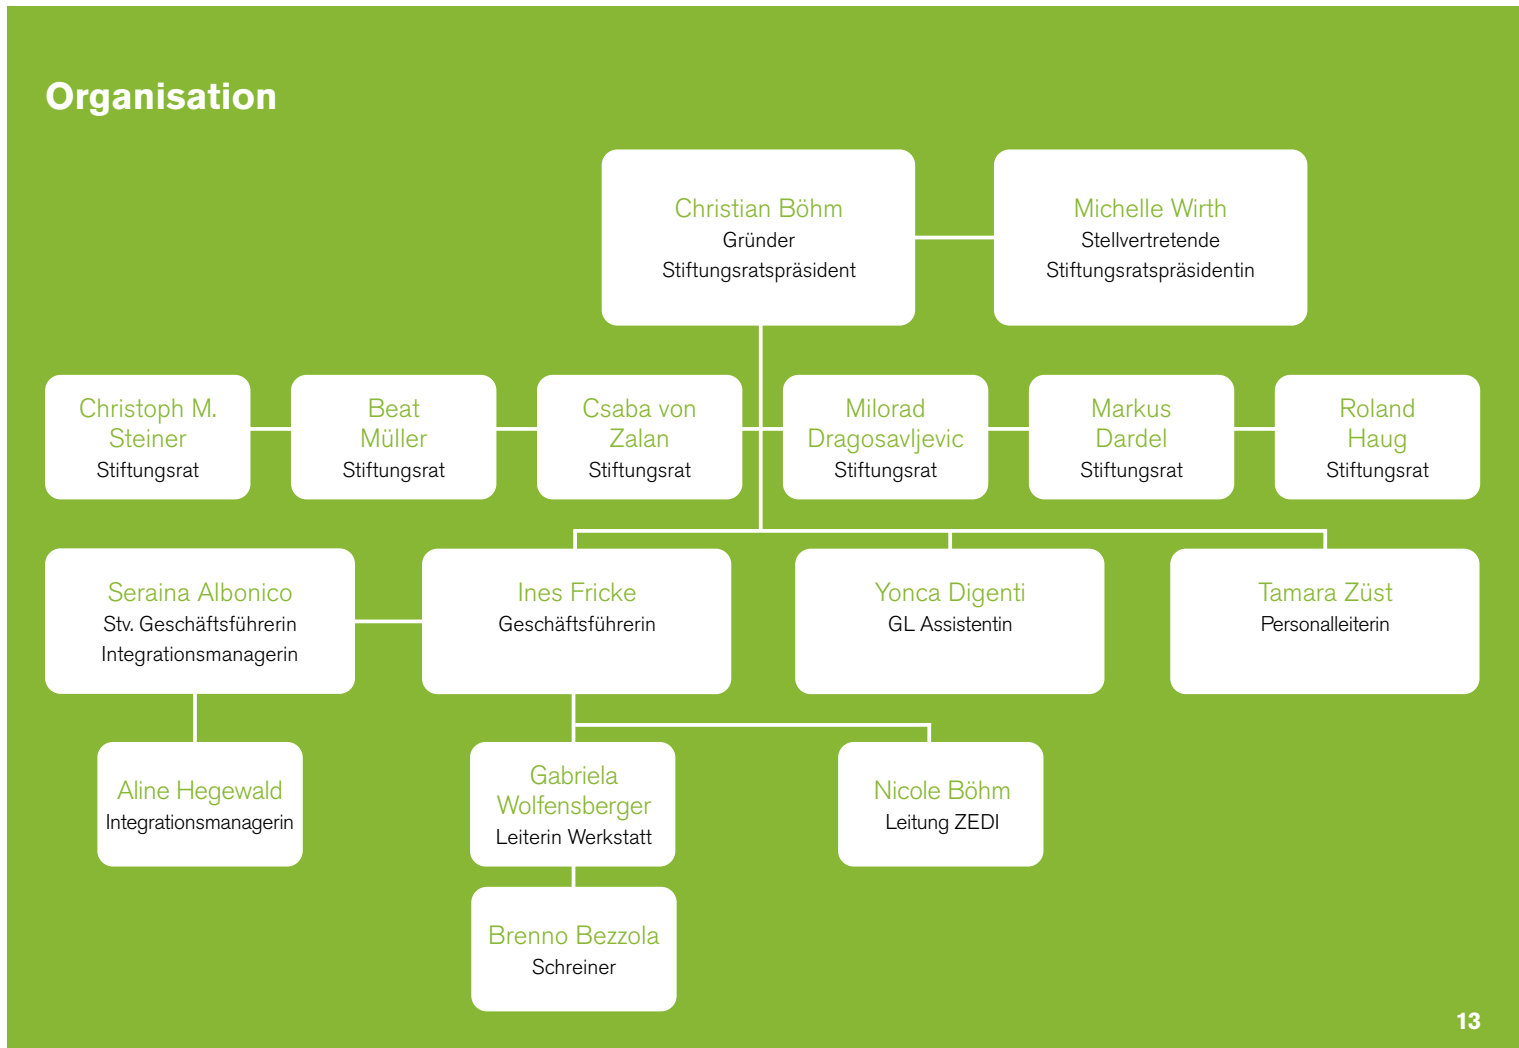 Organisation
Christian Böhm
Gründer
Stiftungsratspräsident
Michelle Wirth
Stellvertretende
Stiftungsratspräsidentin
Christoph M.
Steiner
Stiftungsrat
Beat
Müller
Stiftungsrat
Csaba von
Zalan
Stiftungsrat
Milorad
Dragosavljevic
Stiftungsrat
Markus
Dardel
Stiftungsrat
Roland
Haug
Stiftungsrat
Seraina Albonico
Stv. Geschäftsführerin
Integrationsmanagerin
Ines Fricke
Geschäftsführerin
Yonca Digenti
GL Assistentin
Tamara Züst
Personalleiterin
Aline Hegewald
Integrationsmanagerin
Gabriela
Wolfensberger
Leiterin Werkstatt
Nicole Böhm
Leitung ZEDI
Brenno Bezzola
Schreiner
13